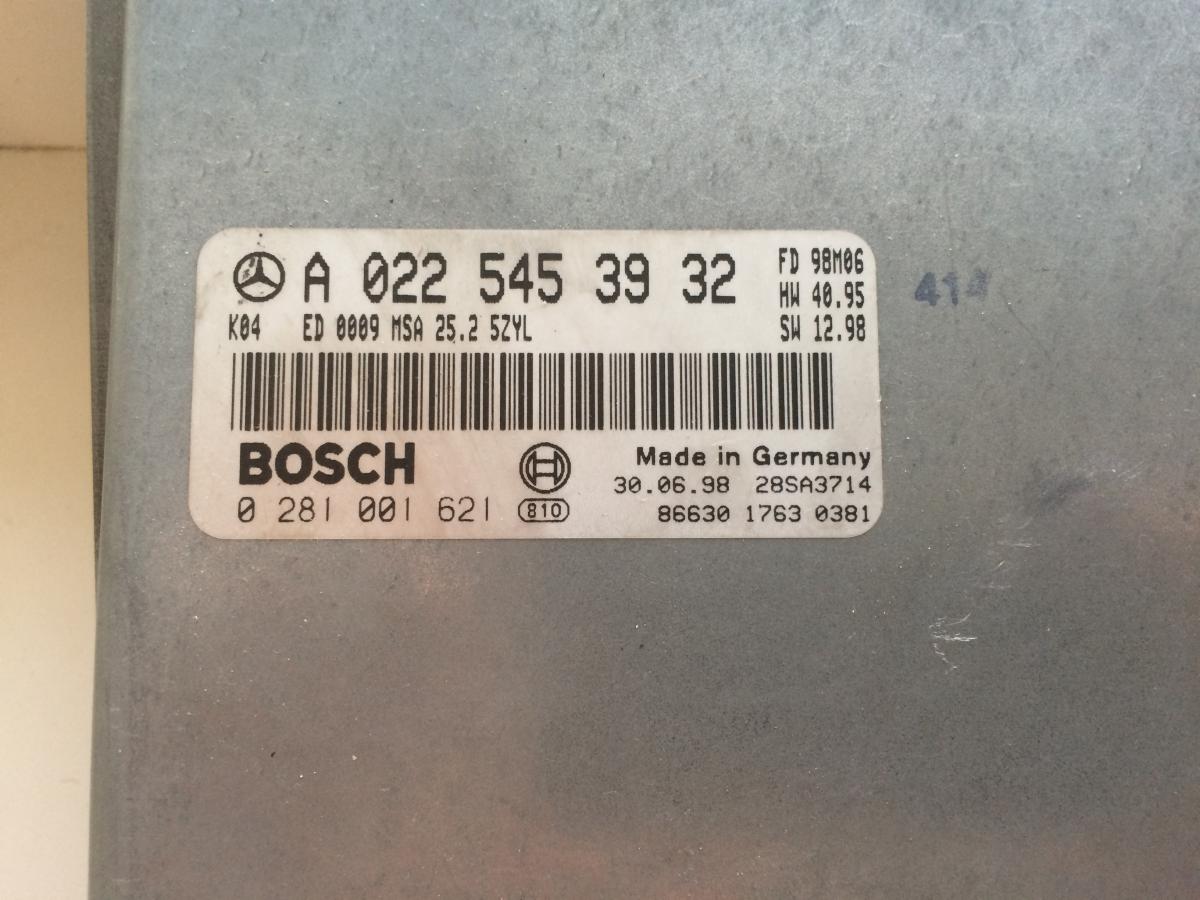 A 022 545 39 32
FD 98M06
HW 40.95
K04 ED 0009 MSA 25.2 5ZYL
SW 12.98
414
BOSCH
Made in Germany
30.06.98 28SA3714
0 281 001 621 810
86630 1763 0381